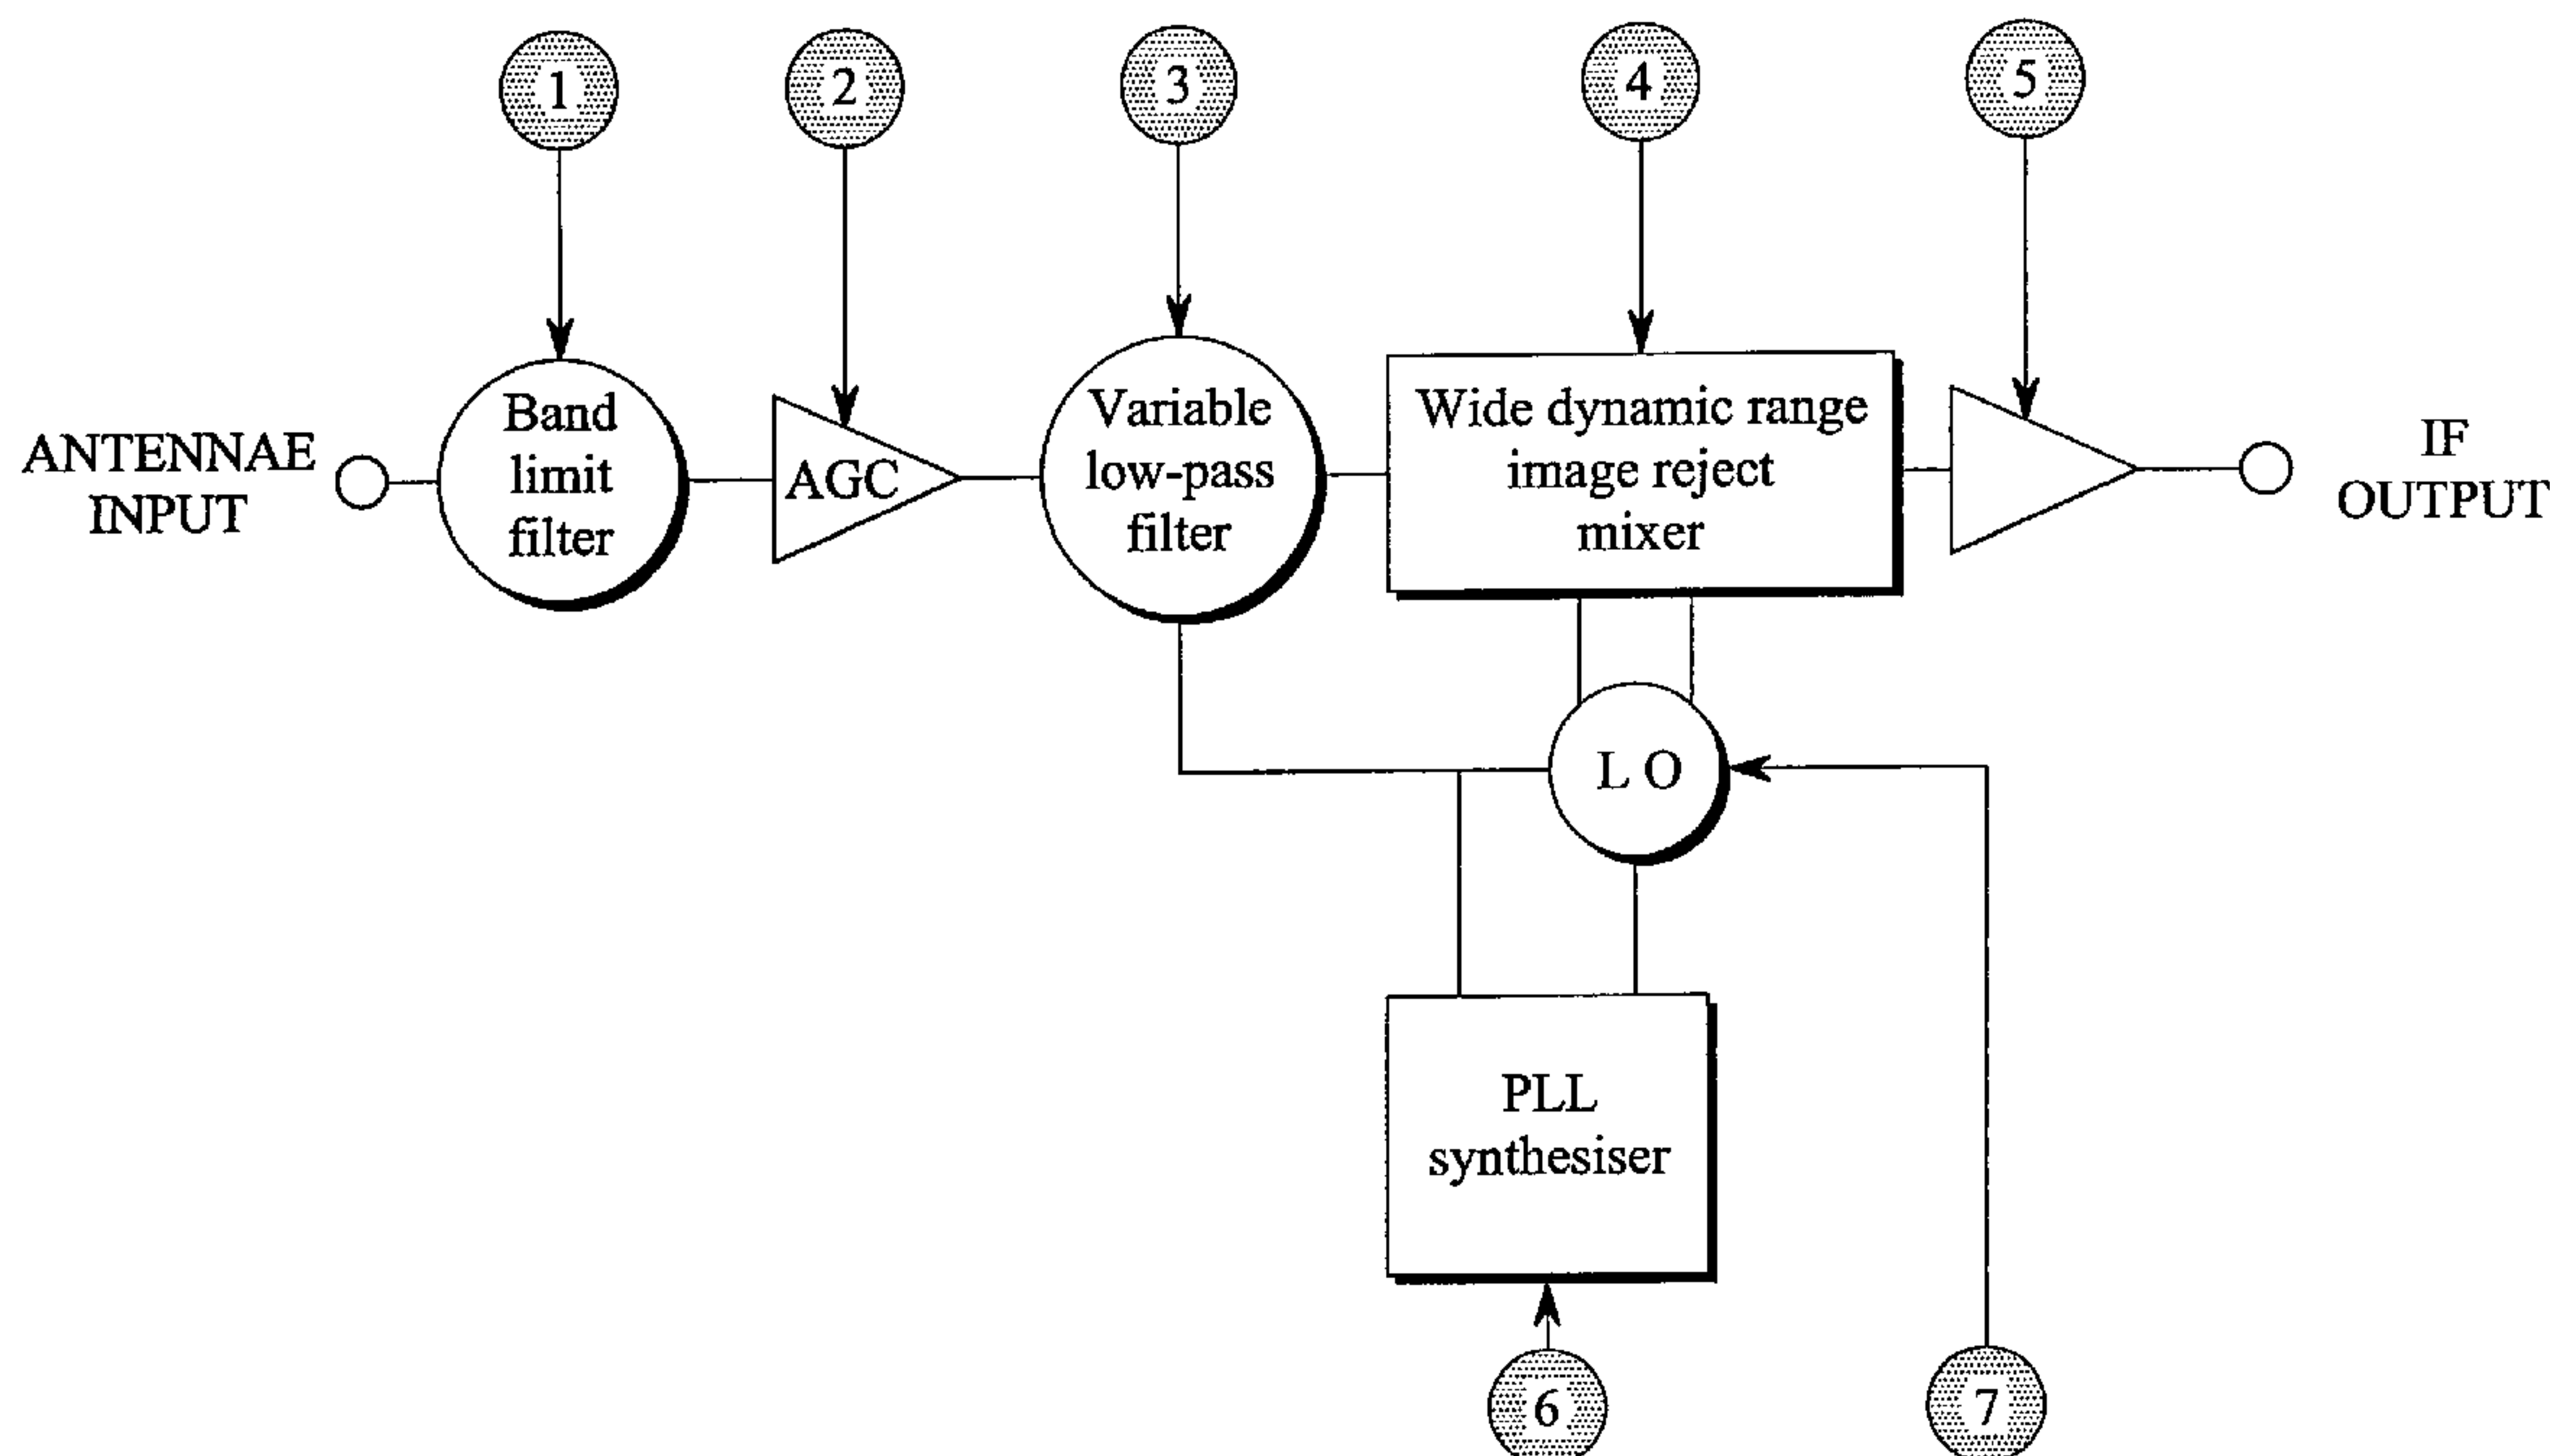 1
2
3
4
5
ANTENNAE
INPUT
Band
limit
filter
AGC
Variable
low-pass
filter
Wide dynamic range
image reject
mixer
IF
OUTPUT
L O
PLL
synthesiser
6
7